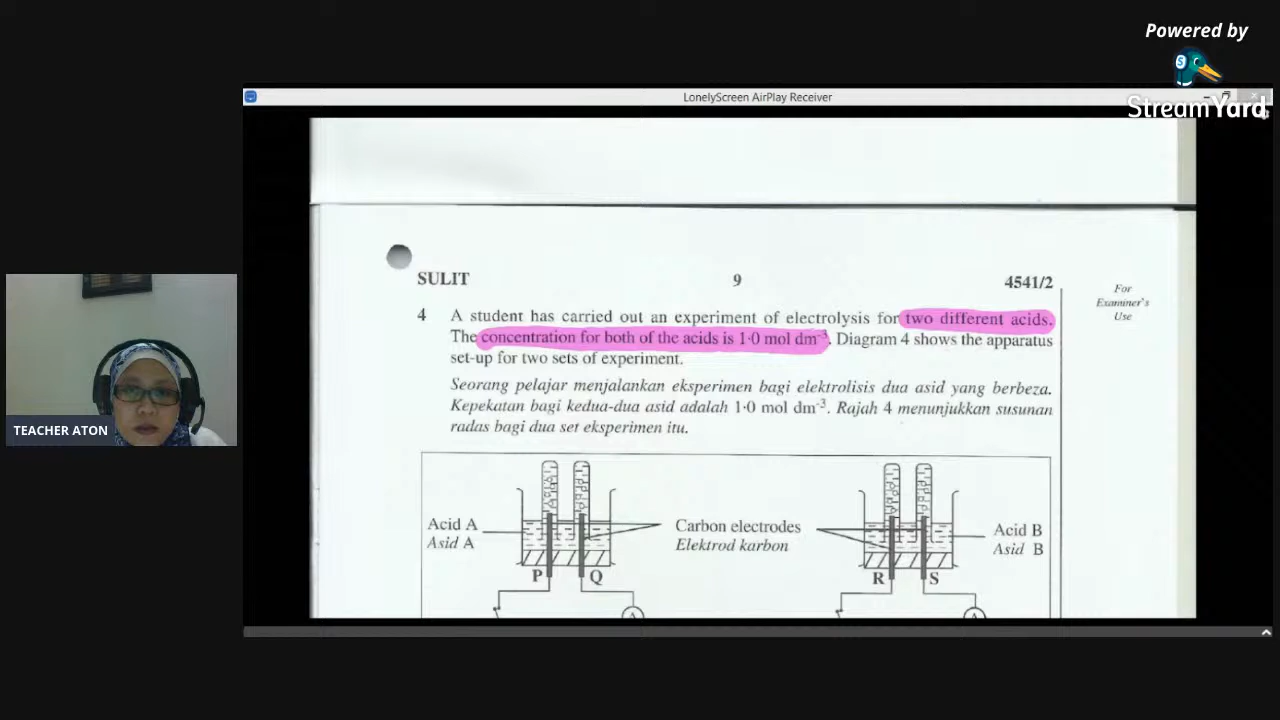 Powered by
StreamYard
LonelyScreen AirPlay Receiver
SULIT 9 4541/2
For
Examiner's
Use
4 A student has carried out an experiment of electrolysis for two different acids.
The concentration for both of the acids is 1·0 mol dm⁻³. Diagram 4 shows the apparatus
set-up for two sets of experiment.
Seorang pelajar menjalankan eksperimen bagi elektrolisis dua asid yang berbeza.
Kepekatan bagi kedua-dua asid adalah 1·0 mol dm⁻³. Rajah 4 menunjukkan susunan
radas bagi dua set eksperimen itu.
Acid A
Asid A
Carbon electrodes
Elektrod karbon
Acid B
Asid B
P Q
R S
A
A
TEACHER ATON